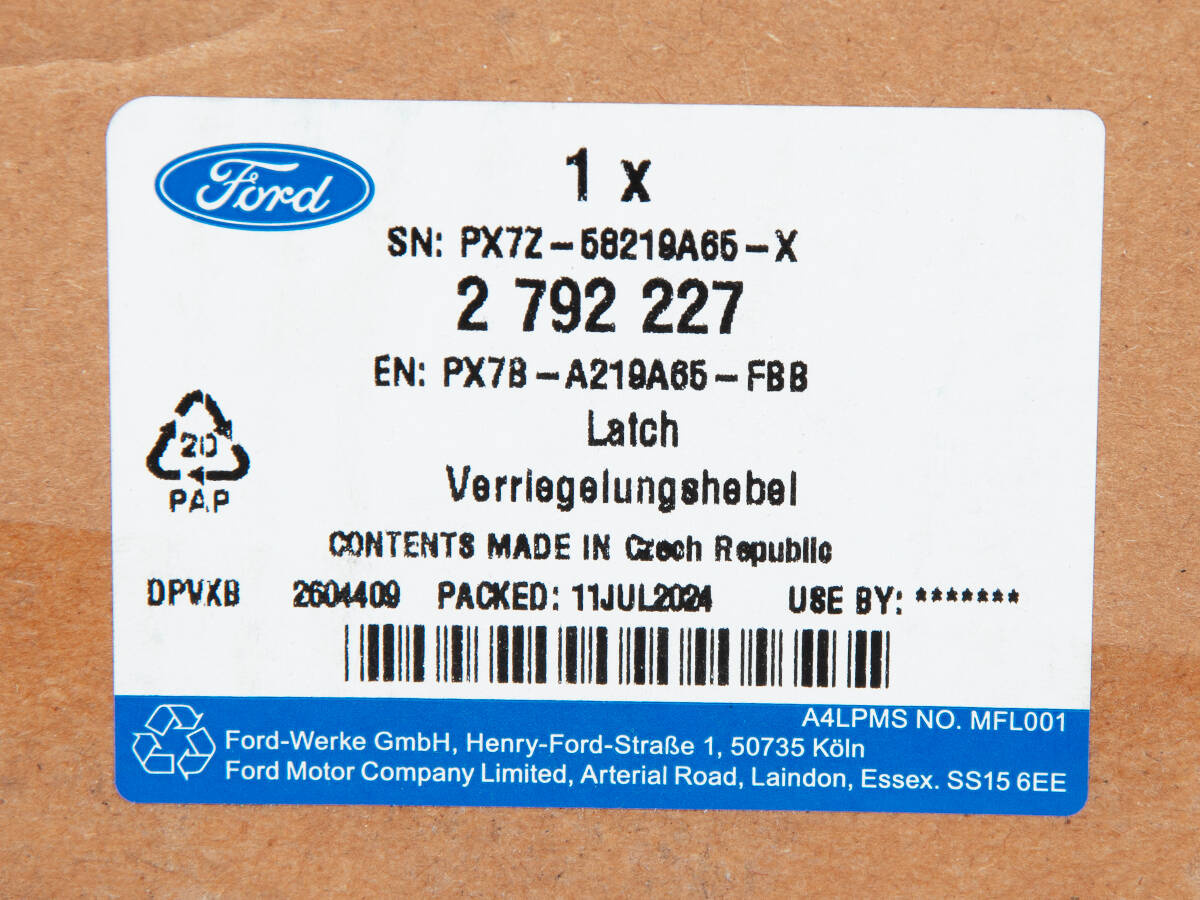 Ford
1 x
SN: PX7Z-58219A65-X
2 792 227
EN: PX7B-A219A65-FBB
Latch
Verriegelungshebel
20
PAP
CONTENTS MADE IN Czech Republic
DPVXB 2604409 PACKED: 11JUL2024 USE BY: *******
A4LPMS NO. MFL001
Ford-Werke GmbH, Henry-Ford-Straße 1, 50735 Köln
Ford Motor Company Limited, Arterial Road, Laindon, Essex. SS15 6EE